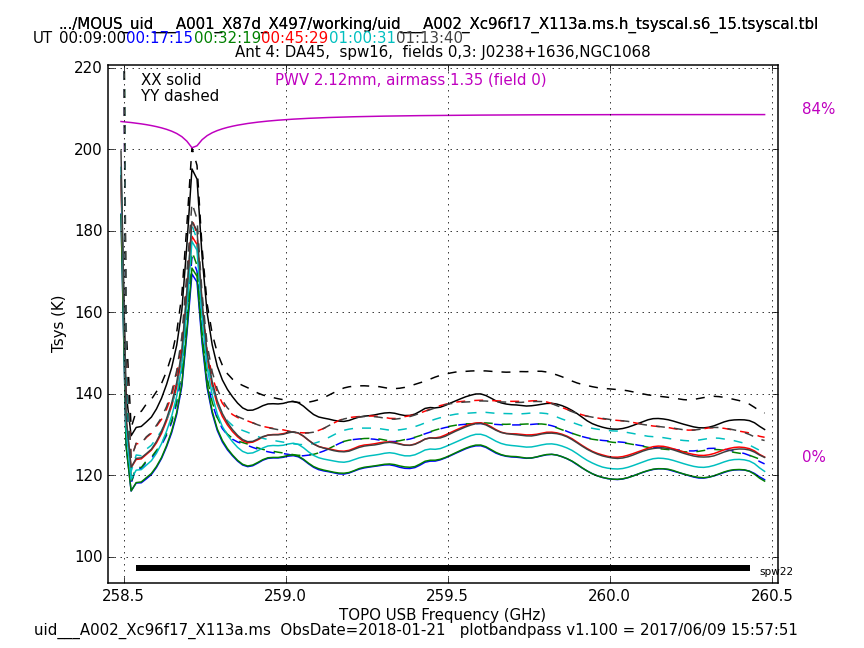 .../MOUS_uid___A001_X87d_X497/working/uid___A002_Xc96f17_X113a.ms.h_tsyscal.s6_15.tsyscal.tbl
UT 00:09:00 00:17:15 00:32:19 00:45:29 01:00:31 01:13:40
Ant 4: DA45,  spw16,  fields 0,3: J0238+1636,NGC1068
XX solid
YY dashed
PWV 2.12mm, airmass 1.35 (field 0)
84%
0%
220
200
180
160
140
120
100
Tsys (K)
spw22
258.5 259.0 259.5 260.0 260.5
TOPO USB Frequency (GHz)
uid___A002_Xc96f17_X113a.ms  ObsDate=2018-01-21   plotbandpass v1.100 = 2017/06/09 15:57:51